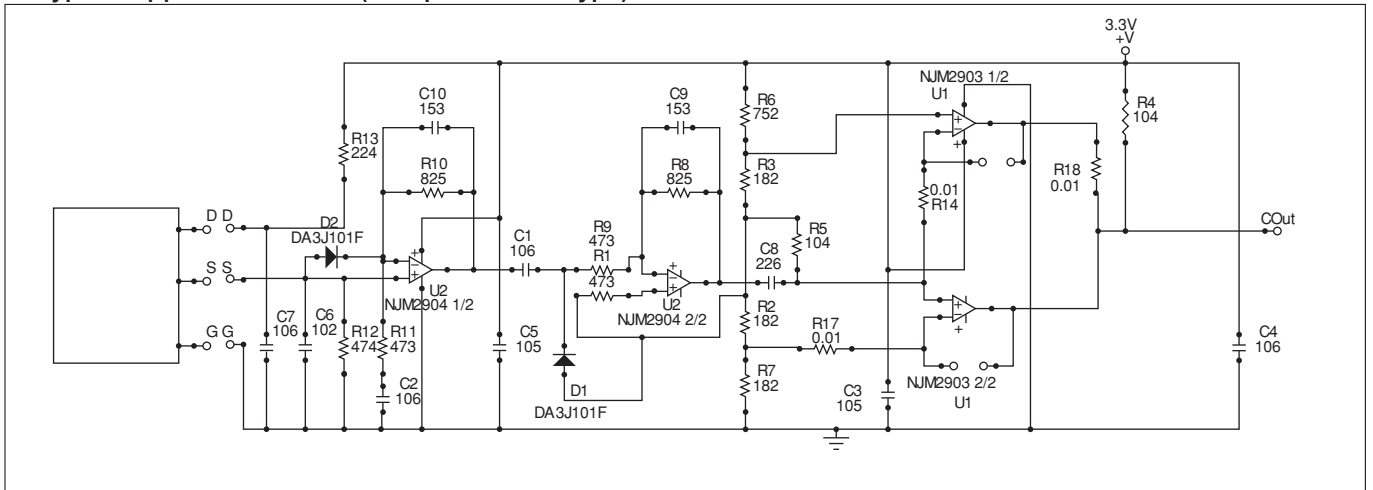 3.3V
+V
NJM2903 1/2
U1
C10
153
C9
153
R6
752
R4
104
R13
224
R10
825
R8
825
R3
182
R18
0.01
0.01
R14
D D
D2
DA3J101F
R9
473
R1
473
R5
104
C1
106
C8
226
COut
S S
U2
NJM2904 1/2
U2
NJM2904 2/2
G G
C7
106
C6
102
R12
474
R11
473
C5
105
R2
182
R17
0.01
C4
106
C2
106
D1
DA3J101F
R7
182
C3
105
NJM2903 2/2
U1